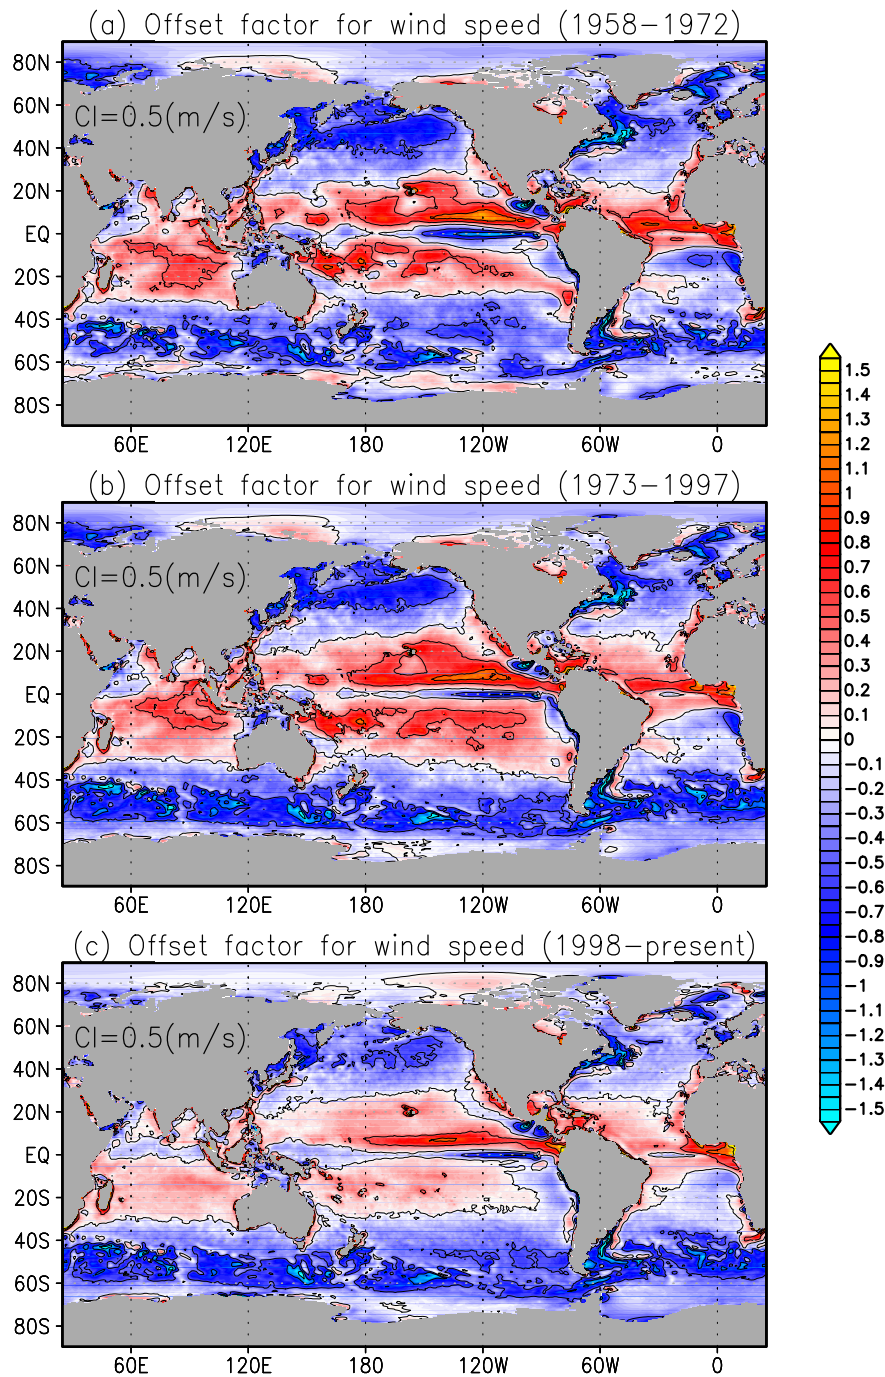 (a) Offset factor for wind speed (1958−1972)
CI=0.5(m/s)
80N
60N
40N
20N
EQ
20S
40S
60S
80S
60E 120E 180 120W 60W 0
(b) Offset factor for wind speed (1973−1997)
CI=0.5(m/s)
80N
60N
40N
20N
EQ
20S
40S
60S
80S
60E 120E 180 120W 60W 0
(c) Offset factor for wind speed (1998−present)
CI=0.5(m/s)
80N
60N
40N
20N
EQ
20S
40S
60S
80S
60E 120E 180 120W 60W 0
1.5
1.4
1.3
1.2
1.1
1
0.9
0.8
0.7
0.6
0.5
0.4
0.3
0.2
0.1
0
−0.1
−0.2
−0.3
−0.4
−0.5
−0.6
−0.7
−0.8
−0.9
−1
−1.1
−1.2
−1.3
−1.4
−1.5